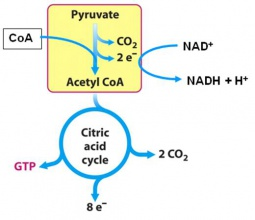 Pyruvate
CoA
CO₂
2 e⁻
NAD⁺
Acetyl CoA
NADH + H⁺
Citric
acid
cycle
2 CO₂
GTP
8 e⁻